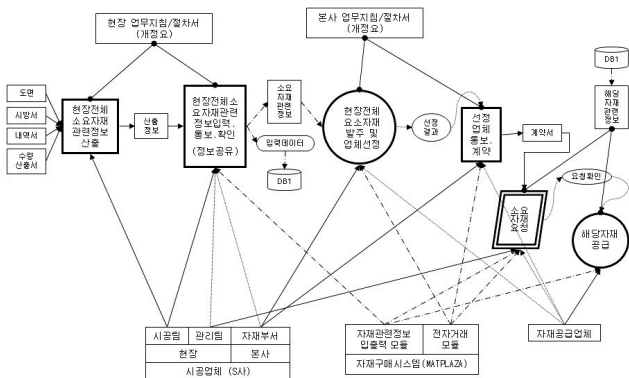 현장 업무지침/절차서
(개정요)
본사 업무지침/절차서
(개정요)
도면
시방서
내역서
수량
산출서
현장전체
소요자재
관련정보
산출
산출
정보
현장전체소
요자재관련
정보입력.
통보.확인
(정보공유)
소요
자재
관련
정보
입력데이터
DB1
현장전체
요소자재
발주 및
업체선정
선정
결과
선정
업체
통보.
계약
계약서
DB1
해당
자재
관련
정보
요청확인
소요
자재
요청
해당자재
공급
시공팀
관리팀
자재부서
현장
본사
시공업체 (S사)
자재관련정보
입출력 모듈
전자거래
모듈
자재구매시스템(MATPLAZA)
자재공급업체